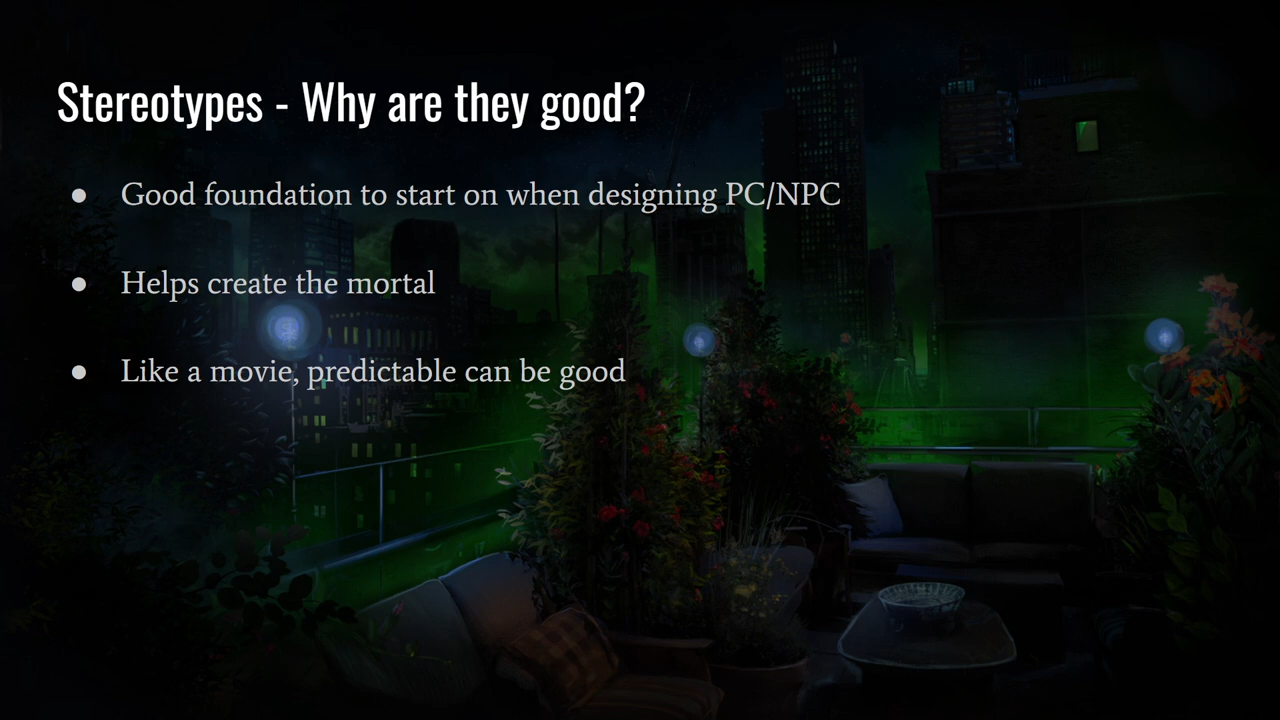 Stereotypes - Why are they good?
● Good foundation to start on when designing PC/NPC
● Helps create the mortal
● Like a movie, predictable can be good